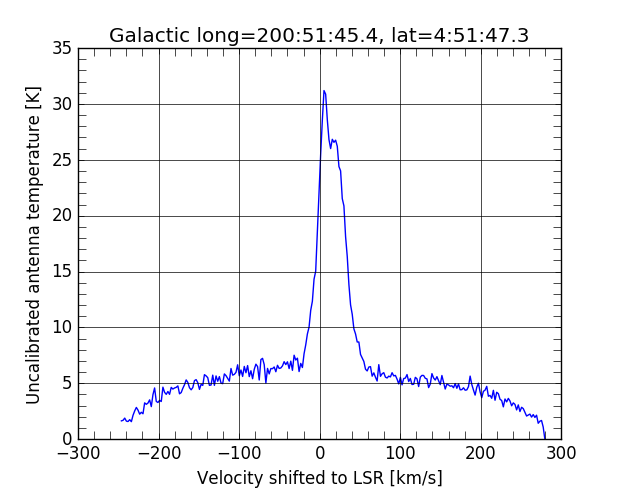 Galactic long=200:51:45.4, lat=4:51:47.3
Uncalibrated antenna temperature [K]
35
30
25
20
15
10
5
0
−300 −200 −100 0 100 200 300
Velocity shifted to LSR [km/s]